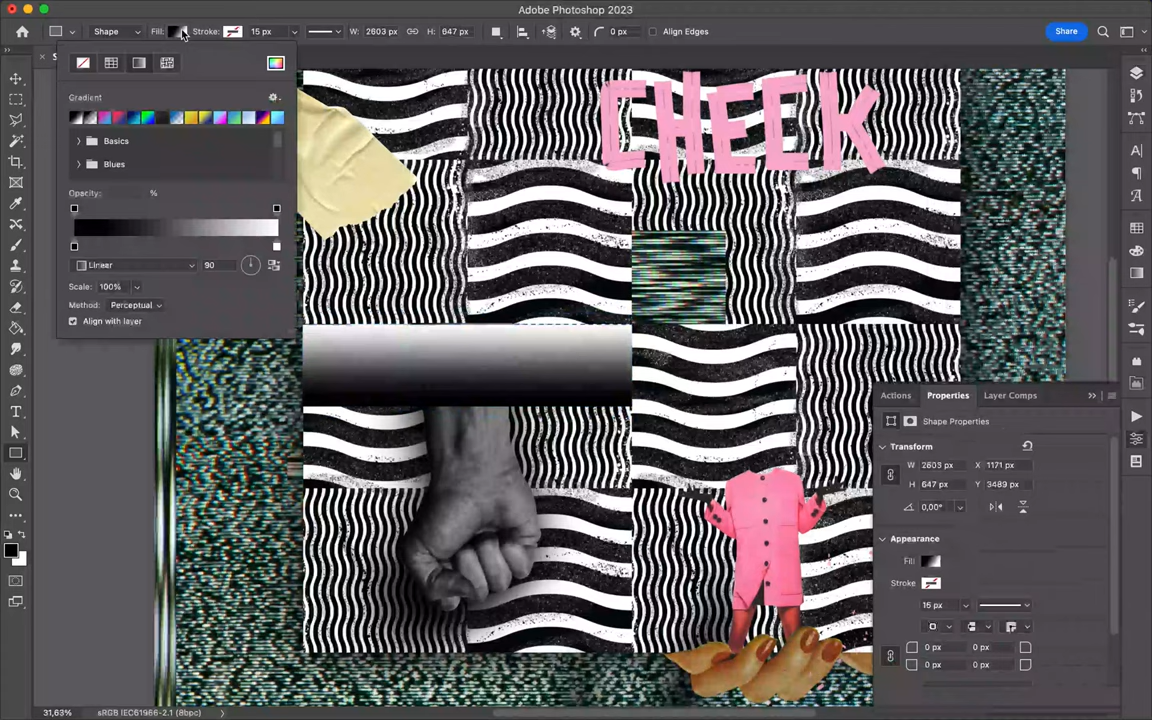 Adobe Photoshop 2023
Shape Fill: Stroke: 15 px W: 2603 px H: 647 px 0 px Align Edges Share
Gradient
Basics
Blues
Opacity: %
Linear 90
Scale: 100%
Method: Perceptual
Align with layer
CHECK
Actions Properties Layer Comps
Shape Properties
Transform
W 2603 px X 1171 px
H 647 px Y 3489 px
0,00°
Appearance
Fill
Stroke
15 px
0 px 0 px
0 px 0 px
31,63% sRGB IEC61966-2.1 (8bpc)